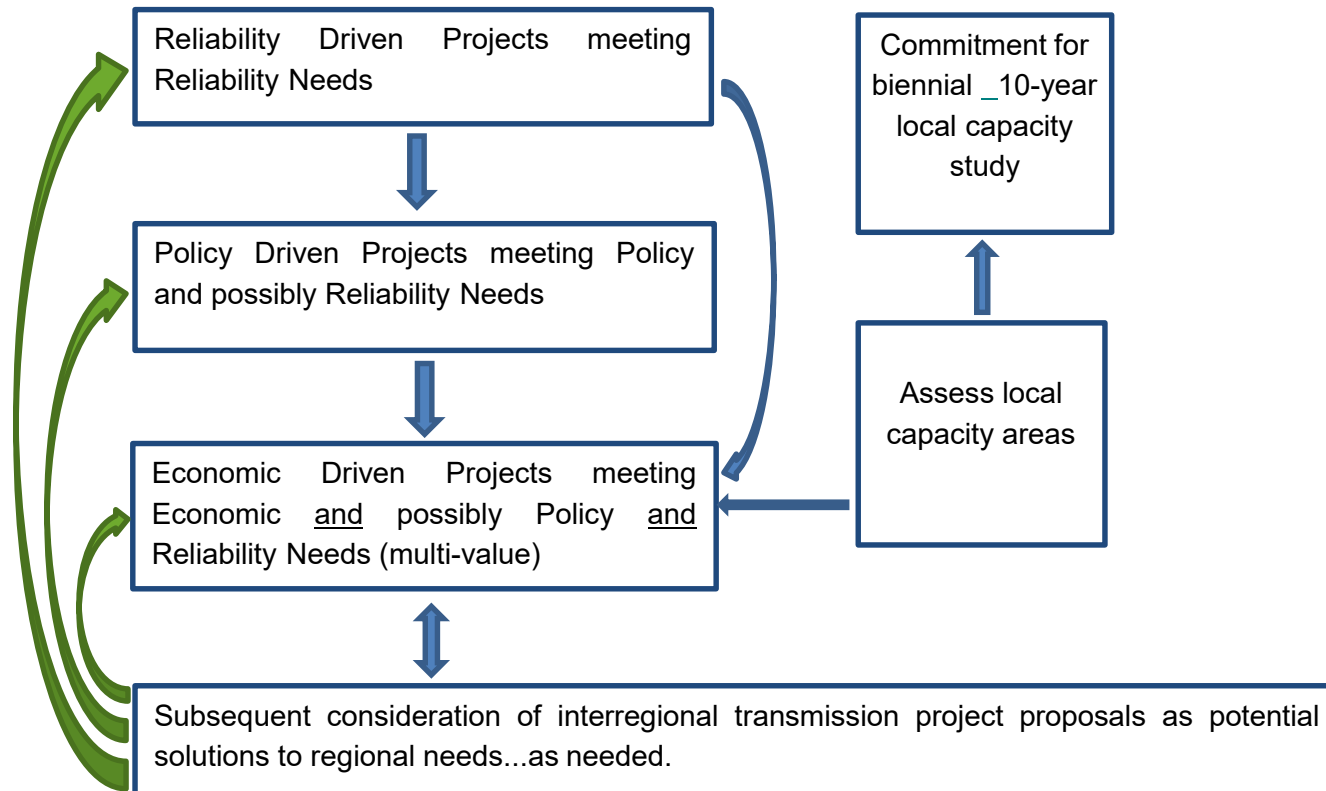 Reliability Driven Projects meeting
Reliability Needs
Commitment for
biennial _10-year
local capacity
study
Policy Driven Projects meeting Policy
and possibly Reliability Needs
Assess local
capacity areas
Economic Driven Projects meeting
Economic and possibly Policy and
Reliability Needs (multi-value)
Subsequent consideration of interregional transmission project proposals as potential
solutions to regional needs...as needed.